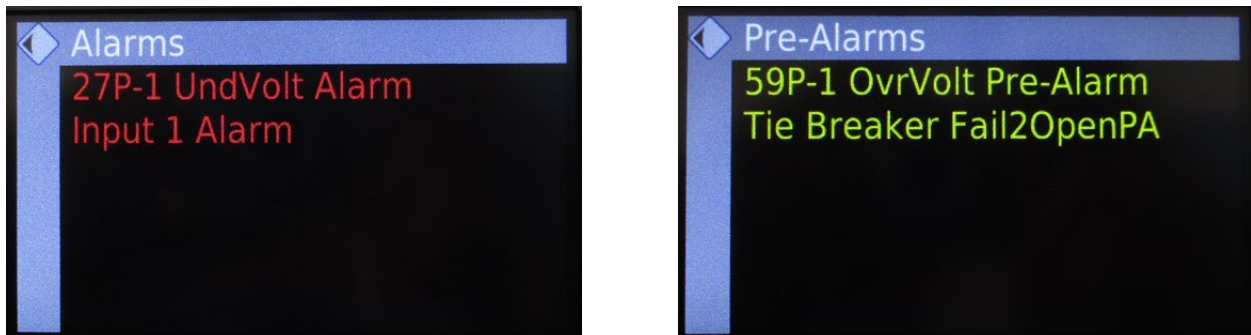 Alarms
27P-1 UndVolt Alarm
Input 1 Alarm
Pre-Alarms
59P-1 OvrVolt Pre-Alarm
Tie Breaker Fail2OpenPA